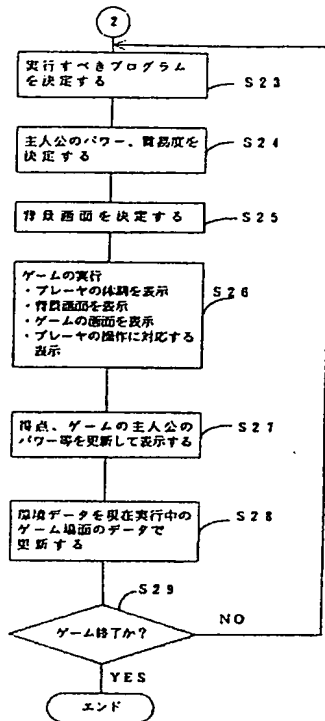 2
実行すべきプログラム
を決定する
S23
主人公のパワー、難易度を
決定する
S24
背景画面を決定する
S25
ゲームの実行
・プレーヤの体調を表示
・背景画面を表示
・ゲームの画面を表示
・プレーヤの操作に対応する
表示
S26
得点、ゲームの主人公の
パワー等を更新して表示する
S27
環境データを現在実行中の
ゲーム場面のデータで
更新する
S28
S29
ゲーム終了か?
NO
YES
エンド